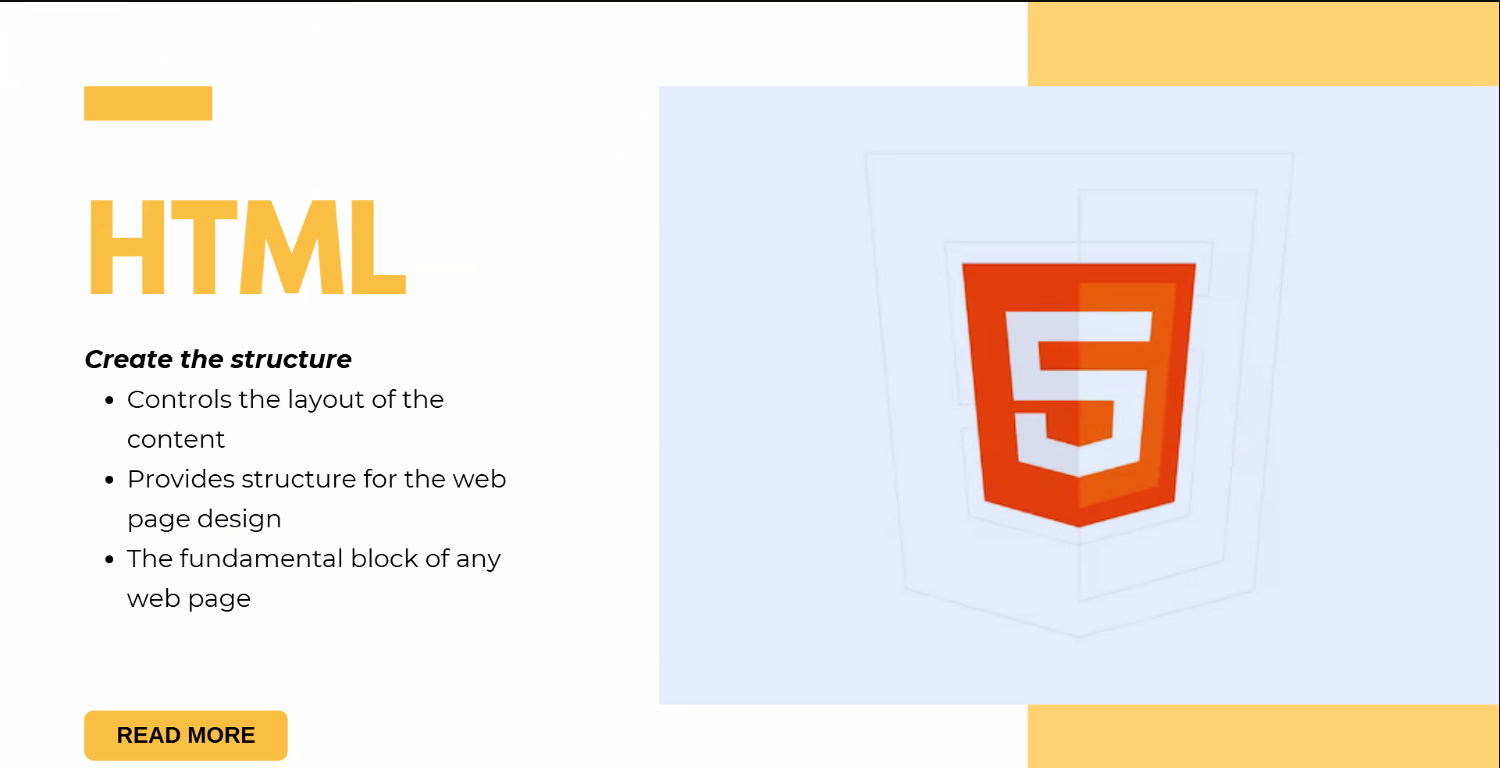 HTML
Create the structure
• Controls the layout of the
content
• Provides structure for the web
page design
• The fundamental block of any
web page
READ MORE
5